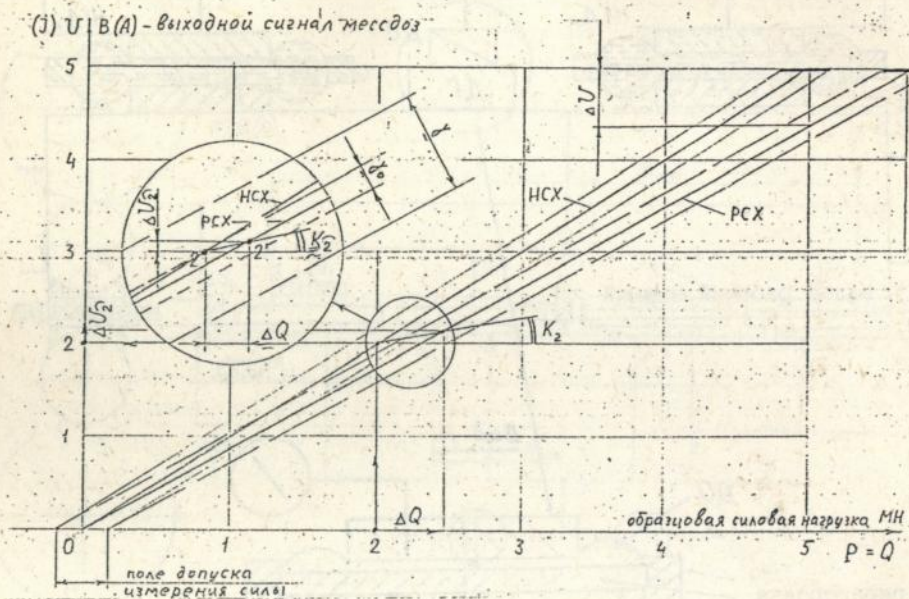 (J) U В(А) - выходной сигнал мессдоз
5
4
3
2
1
0
1
2
3
4
5
ΔU
НСХ
РСХ
НСХ
РСХ
γ
γ₀
ΔU₂
2
2'
K₂
ΔQ
ΔU₂
K₂
ΔQ
образцовая силовая нагрузка МН
P = Q
поле допуска
измерения силы